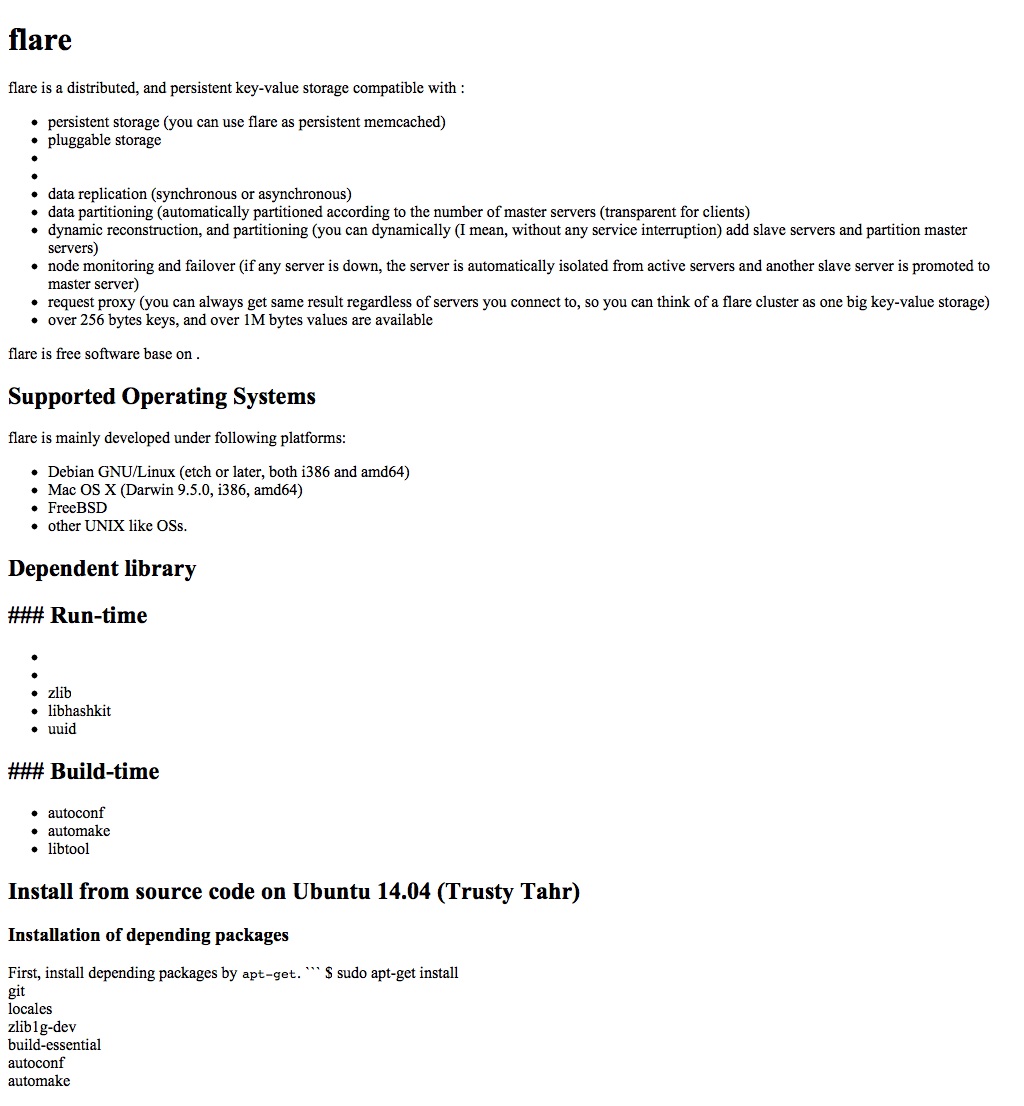 flare
flare is a distributed, and persistent key-value storage compatible with :
• persistent storage (you can use flare as persistent memcached)
• pluggable storage
•
•
• data replication (synchronous or asynchronous)
• data partitioning (automatically partitioned according to the number of master servers (transparent for clients)
• dynamic reconstruction, and partitioning (you can dynamically (I mean, without any service interruption) add slave servers and partition master
servers)
• node monitoring and failover (if any server is down, the server is automatically isolated from active servers and another slave server is promoted to
master server)
• request proxy (you can always get same result regardless of servers you connect to, so you can think of a flare cluster as one big key-value storage)
• over 256 bytes keys, and over 1M bytes values are available
flare is free software base on .
Supported Operating Systems
flare is mainly developed under following platforms:
• Debian GNU/Linux (etch or later, both i386 and amd64)
• Mac OS X (Darwin 9.5.0, i386, amd64)
• FreeBSD
• other UNIX like OSs.
Dependent library
### Run-time
•
•
• zlib
• libhashkit
• uuid
### Build-time
• autoconf
• automake
• libtool
Install from source code on Ubuntu 14.04 (Trusty Tahr)
Installation of depending packages
First, install depending packages by apt-get. ``` $ sudo apt-get install
git
locales
zlib1g-dev
build-essential
autoconf
automake